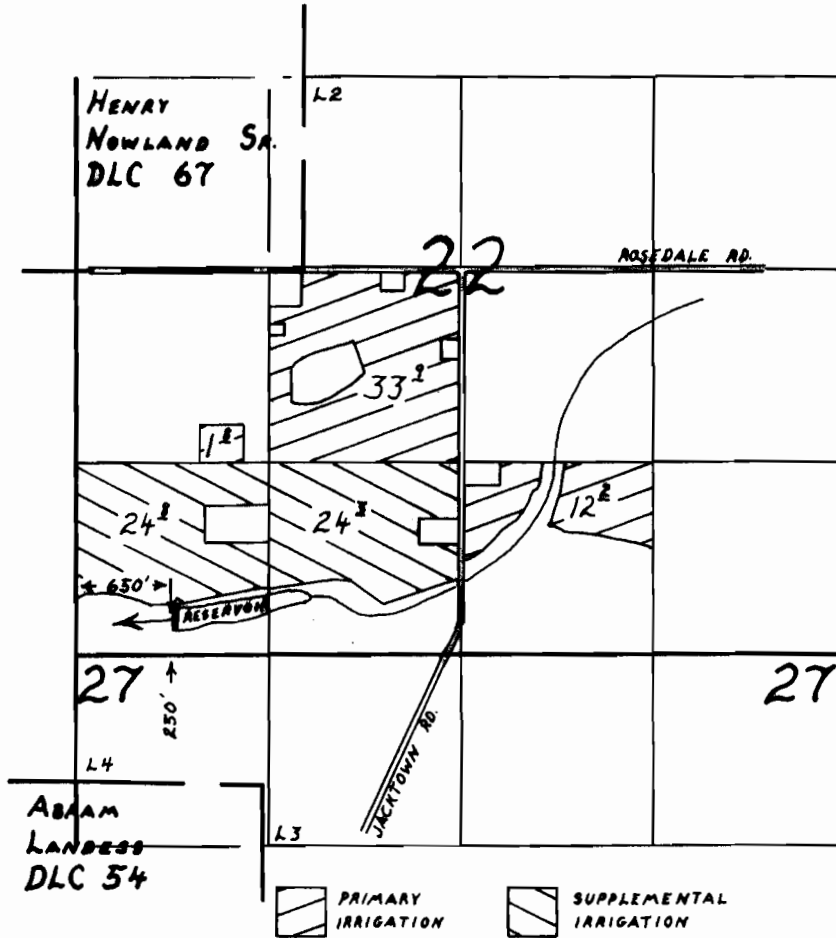 L2
HENRY
NOWLAND SR.
DLC 67
22
ROSEDALE RD.
33
1
24
24
12
650'
RESERVOIR
27
27
250'
L4
JACKTOWN RD.
ABRAM
LANDESS
DLC 54
L3
PRIMARY
IRRIGATION
SUPPLEMENTAL
IRRIGATION